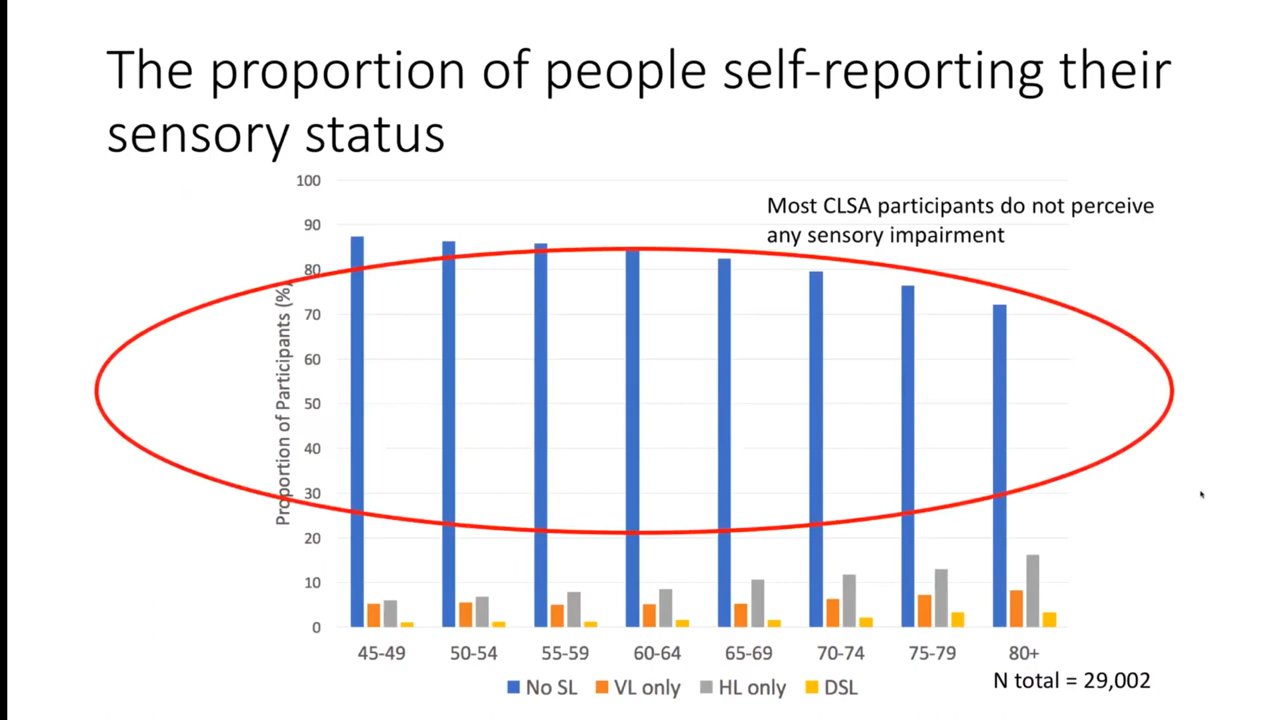 The proportion of people self-reporting their
sensory status
Most CLSA participants do not perceive
any sensory impairment
Proportion of Participants (%)
100
90
80
70
60
50
40
30
20
10
0
45-49 50-54 55-59 60-64 65-69 70-74 75-79 80+
No SL VL only HL only DSL
N total = 29,002